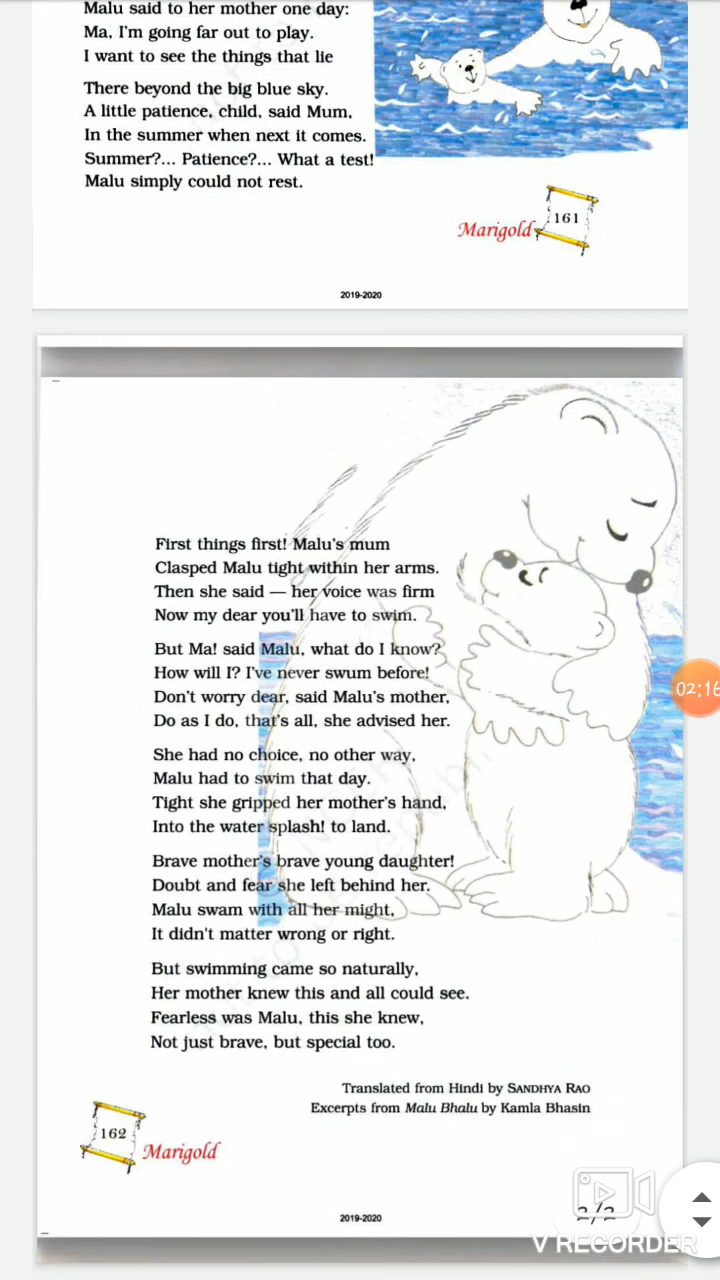 Malu said to her mother one day:
Ma, I'm going far out to play.
I want to see the things that lie
There beyond the big blue sky.
A little patience, child, said Mum,
In the summer when next it comes.
Summer?... Patience?... What a test!
Malu simply could not rest.
161
Marigold
2019-2020
First things first! Malu's mum
Clasped Malu tight within her arms.
Then she said — her voice was firm
Now my dear you'll have to swim.
But Ma! said Malu, what do I know?
How will I? I've never swum before!
Don't worry dear, said Malu's mother,
Do as I do, that's all, she advised her.
She had no choice, no other way,
Malu had to swim that day.
Tight she gripped her mother's hand,
Into the water splash! to land.
Brave mother's brave young daughter!
Doubt and fear she left behind her.
Malu swam with all her might,
It didn't matter wrong or right.
But swimming came so naturally,
Her mother knew this and all could see.
Fearless was Malu, this she knew,
Not just brave, but special too.
Translated from Hindi by SANDHYA RAO
Excerpts from Malu Bhalu by Kamla Bhasin
162
Marigold
2019-2020
02:16
2/2
V RECORDER